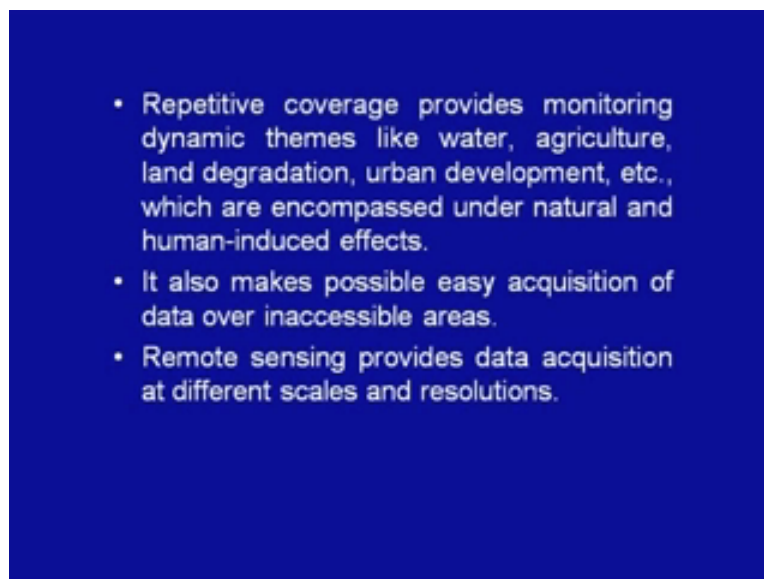 • Repetitive coverage provides monitoring
dynamic themes like water, agriculture,
land degradation, urban development, etc.,
which are encompassed under natural and
human-induced effects.
• It also makes possible easy acquisition of
data over inaccessible areas.
• Remote sensing provides data acquisition
at different scales and resolutions.